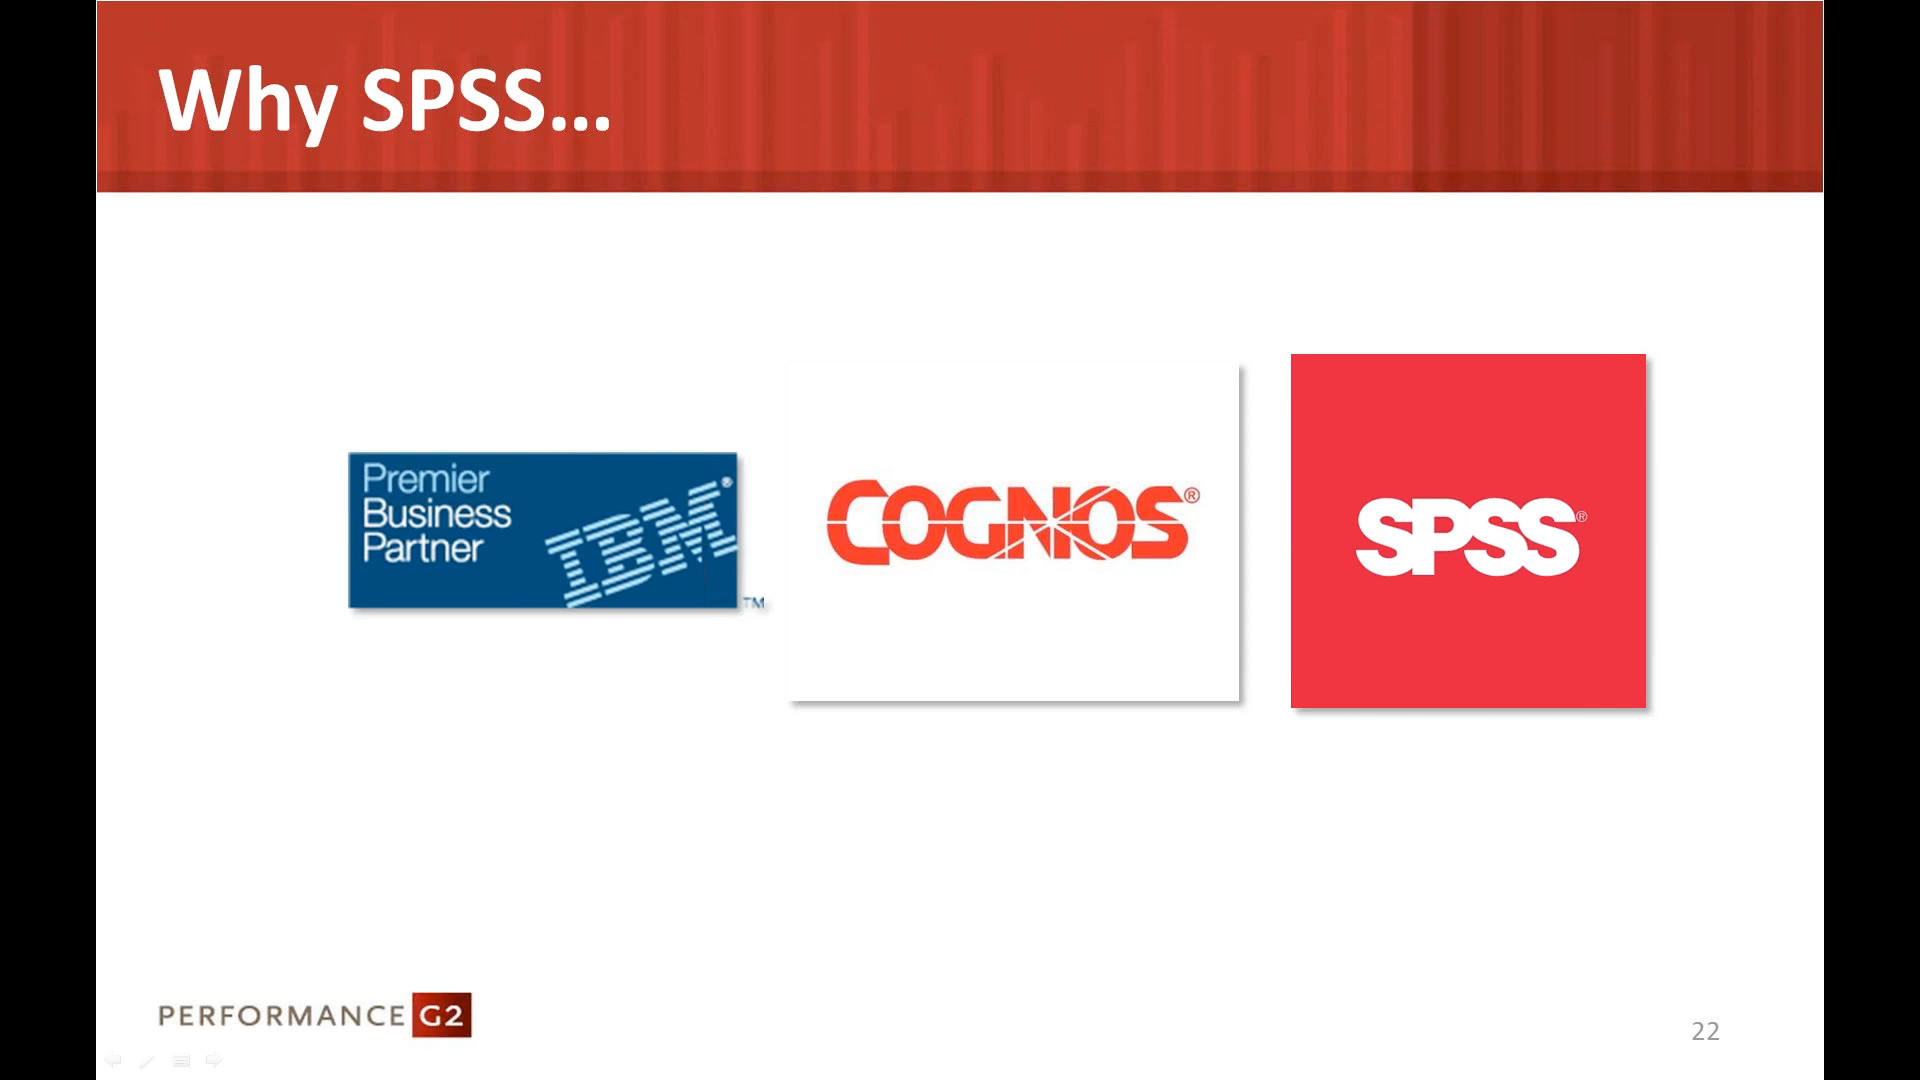 Why SPSS...
Premier
Business
Partner
IBM®
™
COGNOS®
SPSS®
PERFORMANCE G2
22